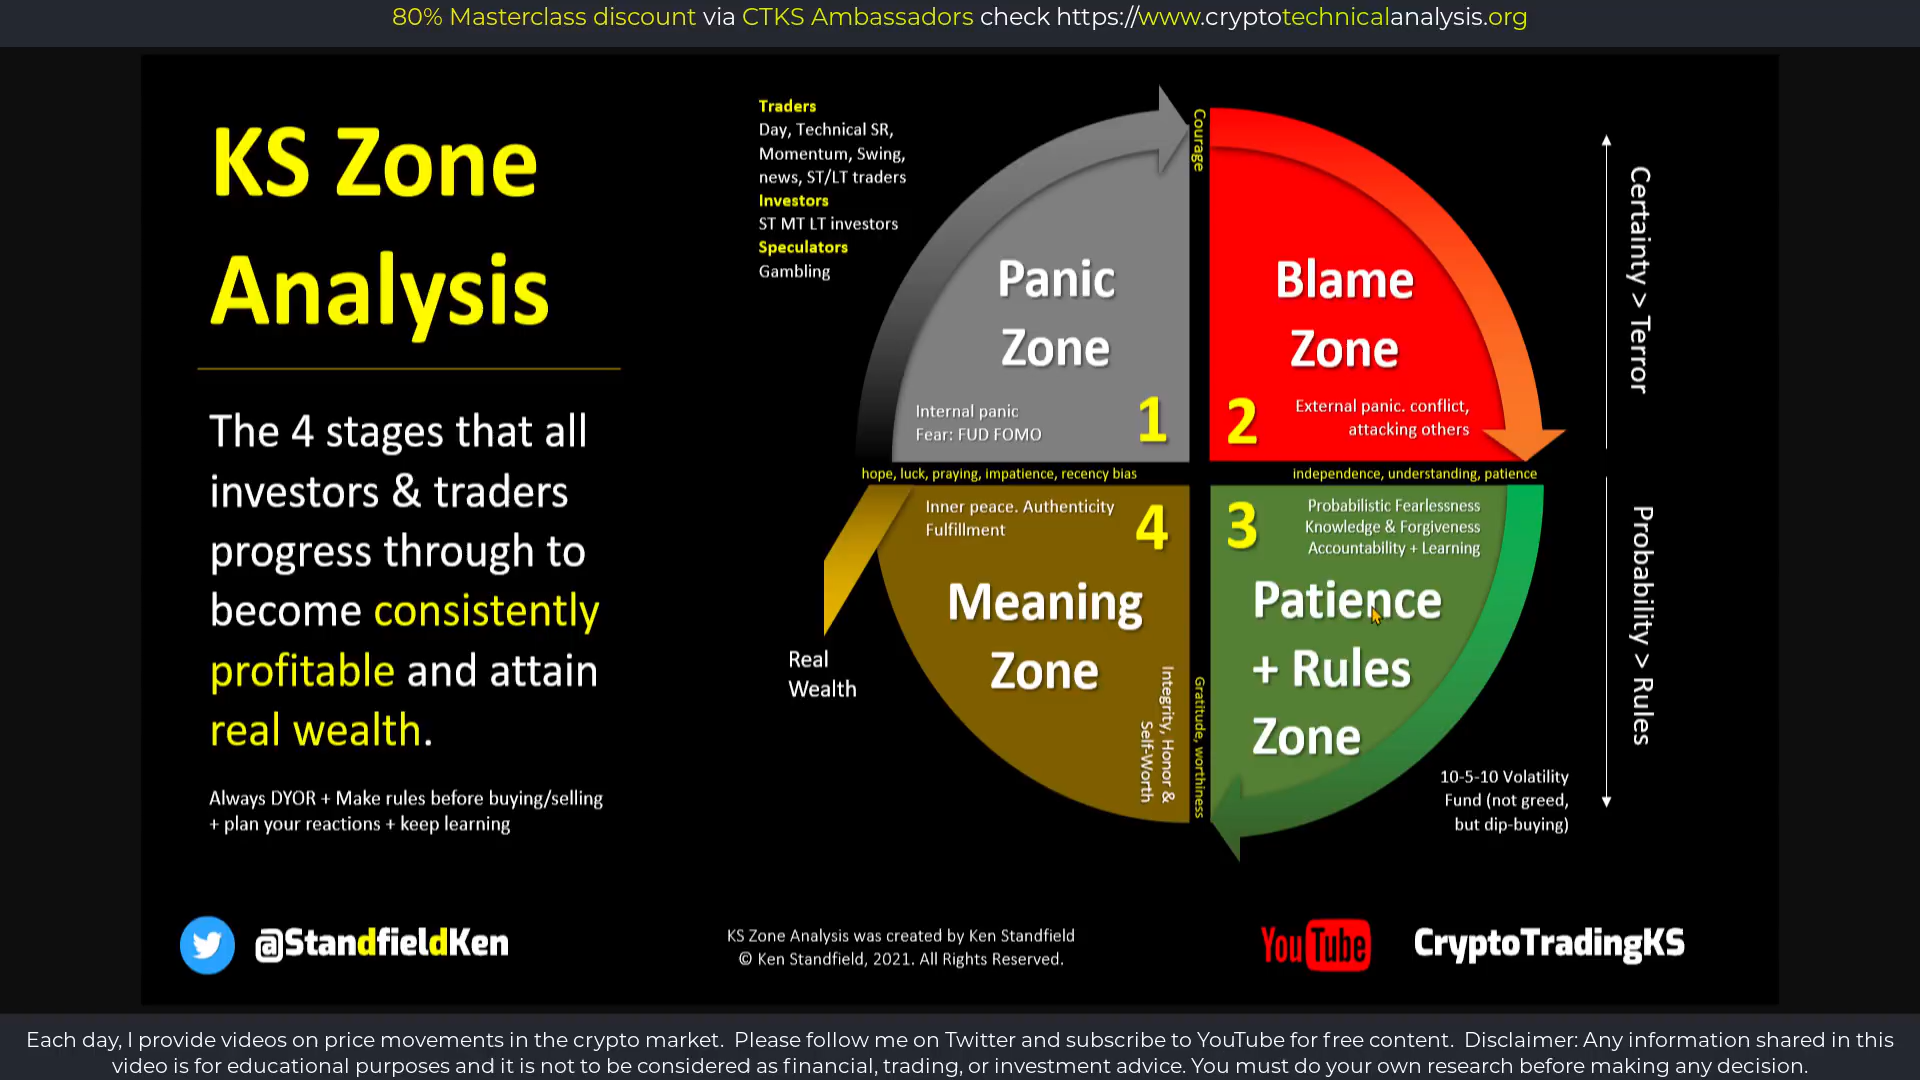 80% Masterclass discount via CTKS Ambassadors check https://www.cryptotechnicalanalysis.org
KS Zone
Analysis
The 4 stages that all
investors & traders
progress through to
become consistently
profitable and attain
real wealth.
Always DYOR + Make rules before buying/selling
+ plan your reactions + keep learning
Traders
Day, Technical SR,
Momentum, Swing,
news, ST/LT traders
Investors
ST MT LT investors
Speculators
Gambling
Panic
Zone
1
Internal panic
Fear: FUD FOMO
Courage
Blame
Zone
2
External panic. conflict,
attacking others
hope, luck, praying, impatience, recency bias
independence, understanding, patience
Inner peace. Authenticity
Fulfillment
4
Meaning
Zone
Integrity, Honor &
Self-Worth
Gratitude, worthiness
3
Probabilistic Fearlessness
Knowledge & Forgiveness
Accountability + Learning
Patience
+ Rules
Zone
Real
Wealth
10-5-10 Volatility
Fund (not greed,
but dip-buying)
Certainty > Terror
Probability > Rules
@StandfieldKen
KS Zone Analysis was created by Ken Standfield
© Ken Standfield, 2021. All Rights Reserved.
YouTube
CryptoTradingKS
Each day, I provide videos on price movements in the crypto market. Please follow me on Twitter and subscribe to YouTube for free content. Disclaimer: Any information shared in this
video is for educational purposes and it is not to be considered as financial, trading, or investment advice. You must do your own research before making any decision.